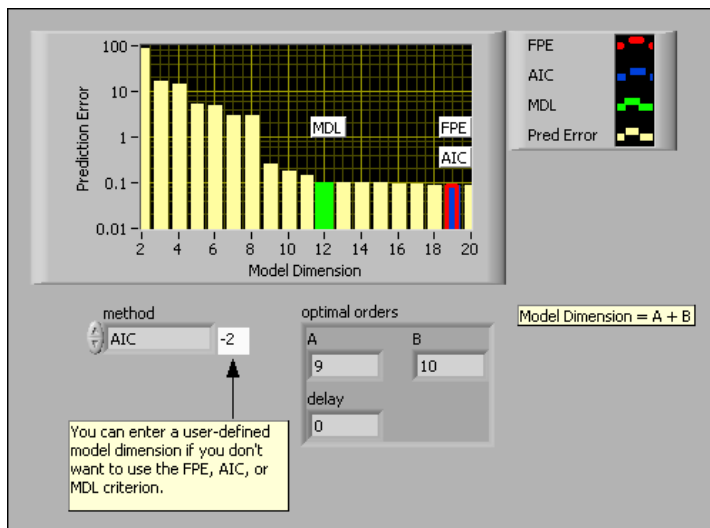 100
10
1
0.1
0.01
Prediction Error
MDL
FPE
AIC
2 4 6 8 10 12 14 16 18 20
Model Dimension
FPE
AIC
MDL
Pred Error
method
AIC
-2
optimal orders
A B
9 10
delay
0
Model Dimension = A + B
You can enter a user-defined
model dimension if you don't
want to use the FPE, AIC, or
MDL criterion.